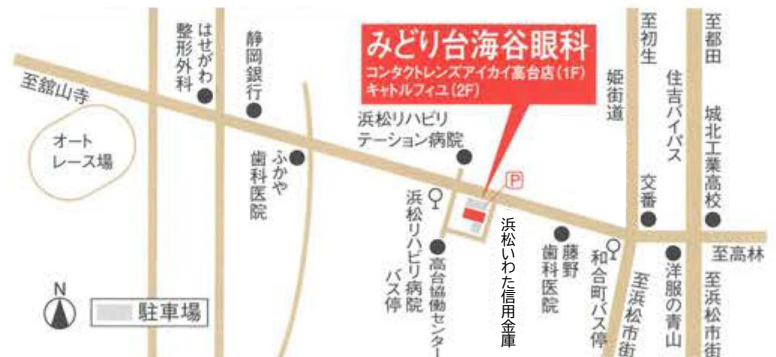 みどり台海谷眼科
コンタクトレンズアイカイ高台店(1F)
キャトルフィユ(2F)
至舘山寺
はせがわ
整形外科
静岡銀行
オート
レース場
ふかや
歯科医院
浜松リハビリ
テーション病院
P
浜松リハビリ病院
バス停
高台協働センター
浜松いわた信用金庫
藤野
歯科医院
和合町バス停
姫街道
至初生
交番
住吉バイパス
至都田
城北工業高校
至高林
洋服の青山
至浜松市街
至浜松市街
N
駐車場